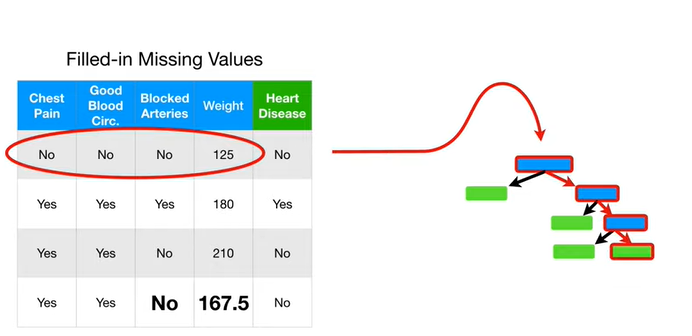 Filled-in Missing Values
Chest Pain Good Blood Circ. Blocked Arteries Weight Heart Disease
No No No 125 No
Yes Yes Yes 180 Yes
Yes Yes No 210 No
Yes Yes No 167.5 No